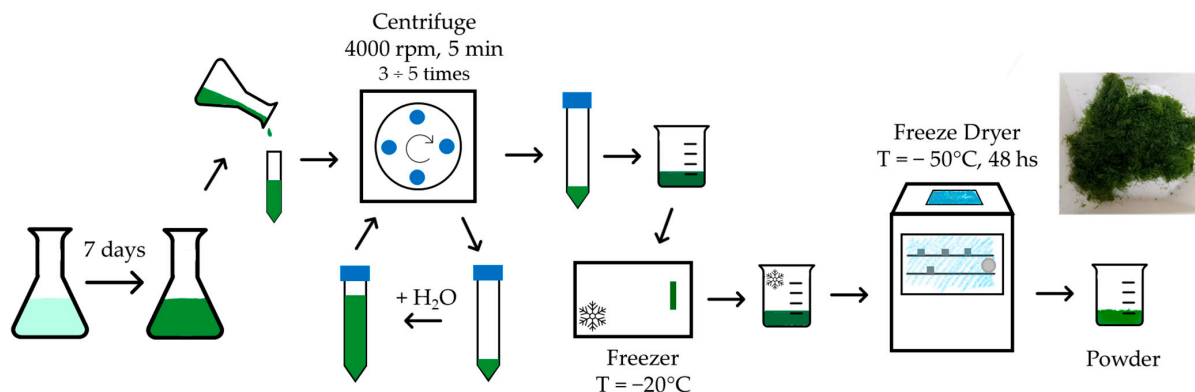 Centrifuge
4000 rpm, 5 min
3 ÷ 5 times
7 days
+ H₂O
Freezer
T = −20°C
Freeze Dryer
T = − 50°C, 48 hs
Powder